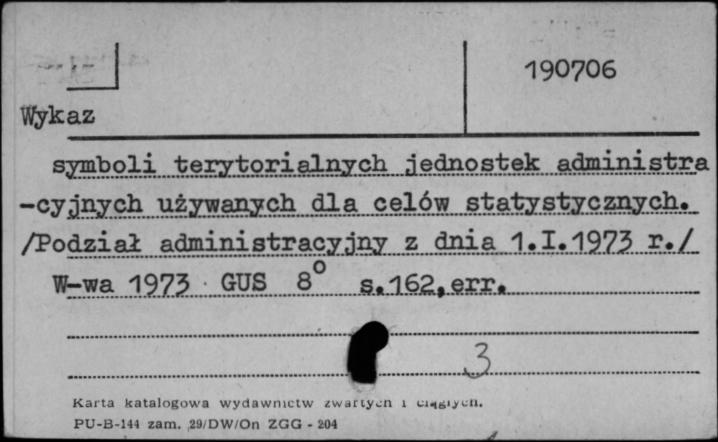 190706
Wykaz
symboli terytorialnych jednostek administra
-cyjnych używanych dla celów statystycznych.
/Podział administracyjny z dnia 1.I.1973 r./
W-wa 1973 GUS 8° s.162,err.
3
Karta katalogowa wydawnictw zwartych i ciągłych.
PU-B-144 zam. 29/DW/On ZGG - 204